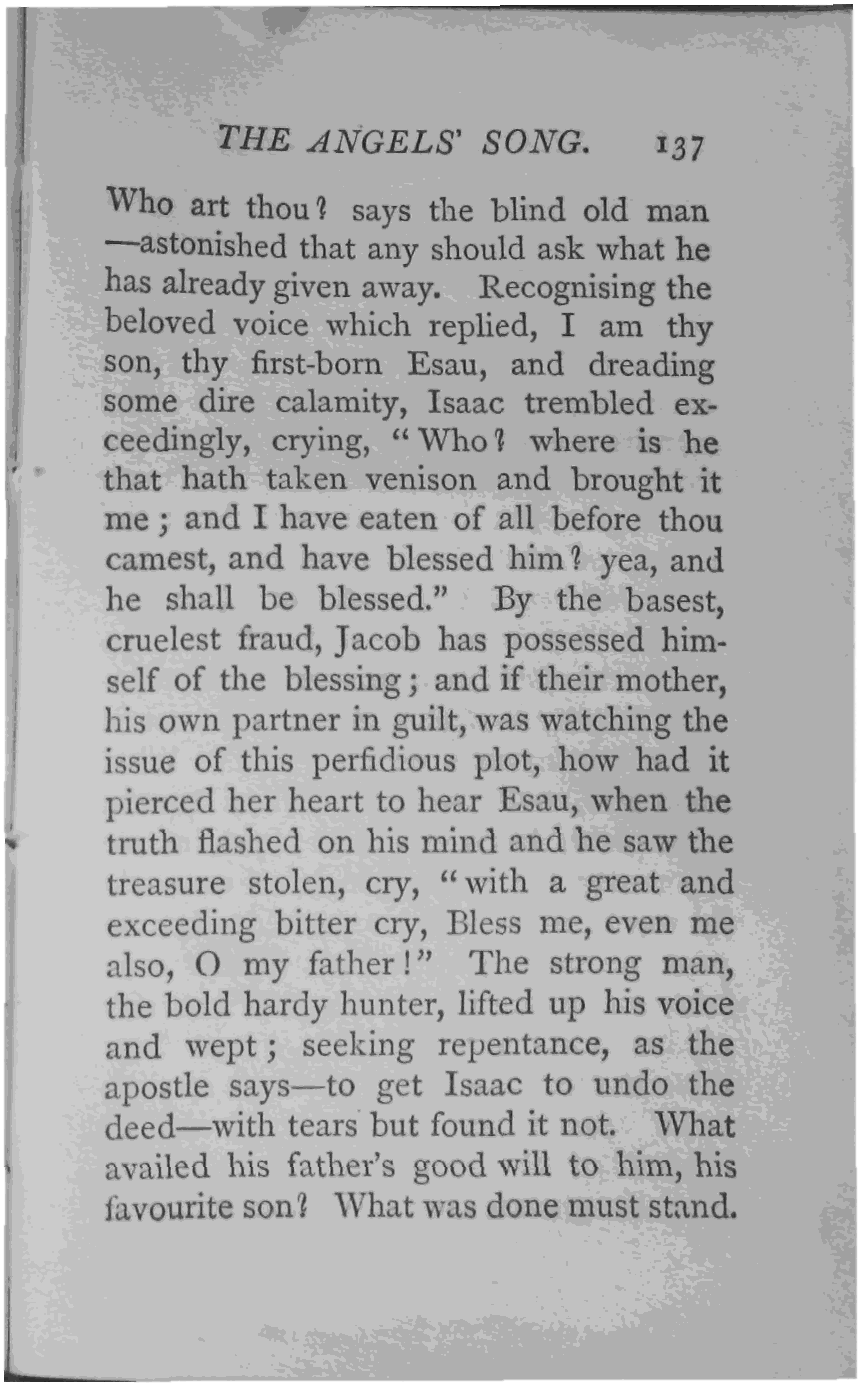 THE ANGELS' SONG. 137
Who art thou? says the blind old man
—astonished that any should ask what he
has already given away. Recognising the
beloved voice which replied, I am thy
son, thy first-born Esau, and dreading
some dire calamity, Isaac trembled ex-
ceedingly, crying, “Who? where is he
that hath taken venison and brought it
me; and I have eaten of all before thou
camest, and have blessed him? yea, and
he shall be blessed.” By the basest,
cruelest fraud, Jacob has possessed him-
self of the blessing; and if their mother,
his own partner in guilt, was watching the
issue of this perfidious plot, how had it
pierced her heart to hear Esau, when the
truth flashed on his mind and he saw the
treasure stolen, cry, “with a great and
exceeding bitter cry, Bless me, even me
also, O my father!” The strong man,
the bold hardy hunter, lifted up his voice
and wept; seeking repentance, as the
apostle says—to get Isaac to undo the
deed—with tears but found it not. What
availed his father's good will to him, his
favourite son? What was done must stand.